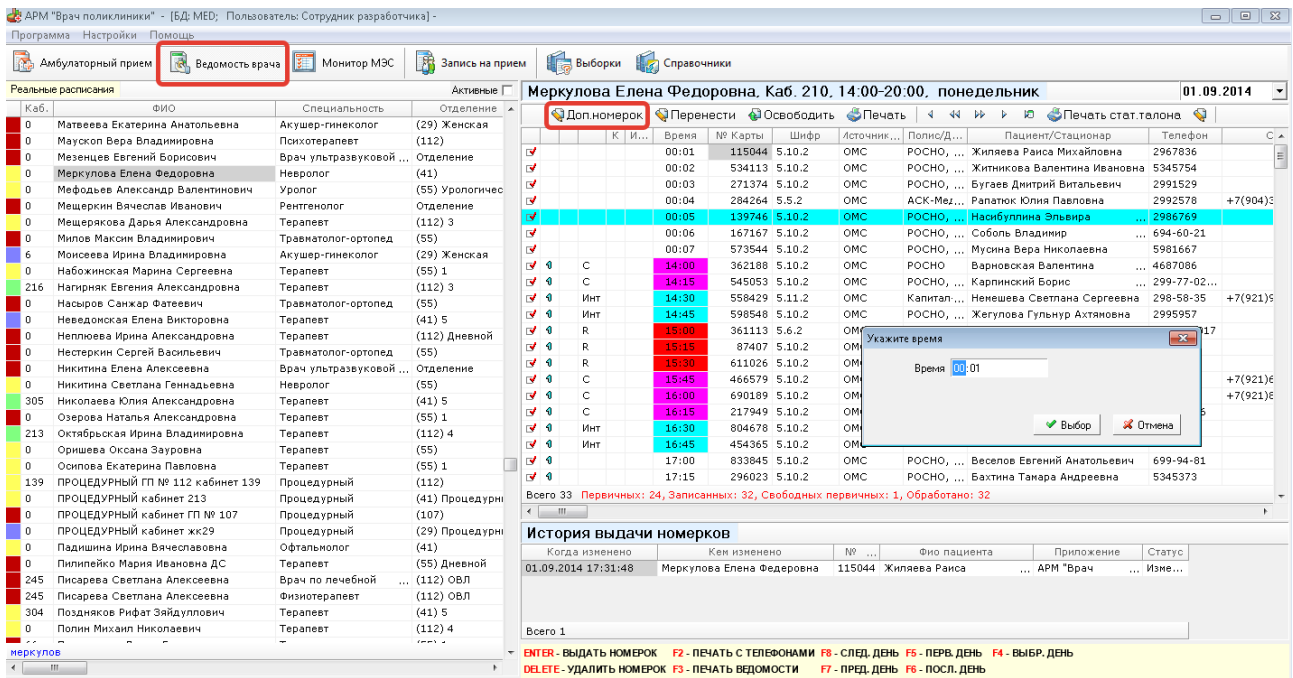 АРМ "Врач поликлиники" - [БД: MED; Пользователь: Сотрудник разработчика] -
Программа Настройки Помощь
Амбулаторный прием Ведомость врача Монитор МЭС Запись на прием Выборки Справочники
Реальные расписания Активные
Каб. ФИО Специальность Отделение
0 Матвеева Екатерина Анатольевна Акушер-гинеколог (29) Женская
0 Маускоп Вера Владимировна Психотерапевт (112)
0 Мезенцев Евгений Борисович Врач ультразвуковой ... Отделение
0 Меркулова Елена Федоровна Невролог (41)
0 Мефодьев Александр Валентинович Уролог (55) Урологичес
0 Мещеркин Вячеслав Иванович Рентгенолог Отделение
0 Мещерякова Дарья Александровна Терапевт (112) 3
0 Милов Максим Владимирович Травматолог-ортопед (55)
6 Моисеева Ирина Владимировна Акушер-гинеколог (29) Женская
0 Набожинская Марина Сергеевна Терапевт (55) 1
216 Нагирняк Евгения Александровна Терапевт (112) 3
0 Насыров Санжар Фатеевич Травматолог-ортопед (55)
0 Неведомская Елена Викторовна Терапевт (41) 5
0 Неплюева Ирина Александровна Терапевт (112) Дневной
0 Нестеркин Сергей Васильевич Травматолог-ортопед (55)
0 Никитина Елена Алексеевна Врач ультразвуковой ... Отделение
0 Никитина Светлана Геннадьевна Невролог (55)
305 Николаева Юлия Александровна Терапевт (41) 5
0 Озерова Наталья Александровна Терапевт (55) 1
213 Октябрьская Ирина Владимировна Терапевт (112) 4
0 Оришева Оксана Зауровна Терапевт (55)
0 Осипова Екатерина Павловна Терапевт (55) 1
139 ПРОЦЕДУРНЫЙ ГП № 112 кабинет 139 Процедурный (112)
0 ПРОЦЕДУРНЫЙ кабинет 213 Процедурный (41) Процедурн
0 ПРОЦЕДУРНЫЙ кабинет ГП № 107 Процедурный (107)
0 ПРОЦЕДУРНЫЙ кабинет жк29 Процедурный (29) Процедурн
0 Падишина Ирина Вячеславовна Офтальмолог (41)
0 Пилипейко Мария Ивановна ДС Терапевт (55) Дневной
245 Писарева Светлана Алексеевна Врач по лечебной ... (112) ОВЛ
245 Писарева Светлана Алексеевна Физиотерапевт (112) ОВЛ
304 Поздняков Рифат Зяйдуллович Терапевт (41) 5
0 Полин Михаил Николаевич Терапевт (112) 4
меркулов
Меркулова Елена Федоровна, Каб. 210, 14:00-20:00, понедельник 01.09.2014
Доп.номерок Перенести Освободить Печать Печать стат.талона
К И... Время № Карты Шифр Источник... Полис/Д... Пациент/Стационар Телефон С
00:01 115044 5.10.2 ОМС РОСНО, ... Жиляева Раиса Михайловна 2967836
00:02 534113 5.10.2 ОМС РОСНО, ... Житникова Валентина Ивановна 5345754
00:03 271374 5.10.2 ОМС РОСНО, ... Бугаев Дмитрий Витальевич 2991529
00:04 284264 5.5.2 ОМС АСК-Мед... Рапатюк Юлия Павловна 2992578 +7(904)3
00:05 139746 5.10.2 ОМС РОСНО, ... Насибуллина Эльвира ... 2986769
00:06 167167 5.10.2 ОМС РОСНО, ... Соболь Владимир ... 694-60-21
00:07 573544 5.10.2 ОМС РОСНО, ... Мусина Вера Николаевна 5981667
С 14:00 362188 5.10.2 ОМС РОСНО Варновская Валентина ... 4687086
С 14:15 545053 5.10.2 ОМС РОСНО, ... Карпинский Борис ... 299-77-02...
Инт 14:30 558429 5.11.2 ОМС Капитал-... Ненешева Светлана Сергеевна 298-58-35 +7(921)9
Инт 14:45 598548 5.10.2 ОМС РОСНО, ... Жегулова Гульнур Ахтямовна 2995957
R 15:00 361113 5.6.2 ОМ 017
R 15:15 87407 5.10.2 ОМ
R 15:30 611026 5.10.2 ОМ
С 15:45 466579 5.10.2 ОМ +7(921)6
С 16:00 690189 5.10.2 ОМ +7(921)8
С 16:15 217949 5.10.2 ОМ
Инт 16:30 804678 5.10.2 ОМ
Инт 16:45 454365 5.10.2 ОМ
17:00 833845 5.10.2 ОМС РОСНО, ... Веселов Евгений Анатольевич 699-94-81
17:15 296023 5.10.2 ОМС РОСНО, ... Бахтина Тамара Андреевна 5345373
Укажите время
Время 00:01
Выбор Отмена
Всего 33 Первичных: 24, Записанных: 32, Свободных первичных: 1, Обработано: 32
История выдачи номерков
Когда изменено Кем изменено № ... Фио пациента Приложение Статус
01.09.2014 17:31:48 Меркулова Елена Федеровна 115044 Жиляева Раиса ... АРМ "Врач ... Изме...
Всего 1
ENTER - ВЫДАТЬ НОМЕРОК F2 - ПЕЧАТЬ С ТЕЛЕФОНАМИ F8 - СЛЕД. ДЕНЬ F5 - ПЕРВ. ДЕНЬ F4 - ВЫБР. ДЕНЬ
DELETE - УДАЛИТЬ НОМЕРОК F3 - ПЕЧАТЬ ВЕДОМОСТИ F7 - ПРЕД. ДЕНЬ F6 - ПОСЛ. ДЕНЬ